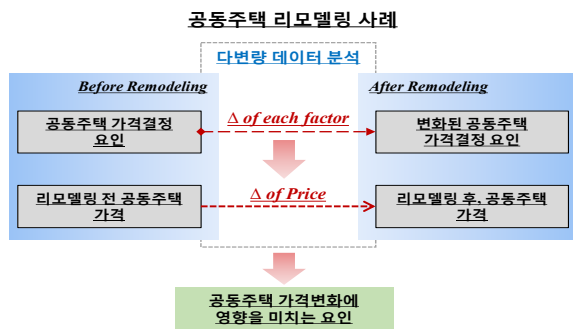 공동주택 리모델링 사례
다변량 데이터 분석
Before Remodeling
After Remodeling
공동주택 가격결정
요인
Δ of each factor
변화된 공동주택
가격결정 요인
리모델링 전 공동주택
가격
Δ of Price
리모델링 후, 공동주택
가격
공동주택 가격변화에
영향을 미치는 요인